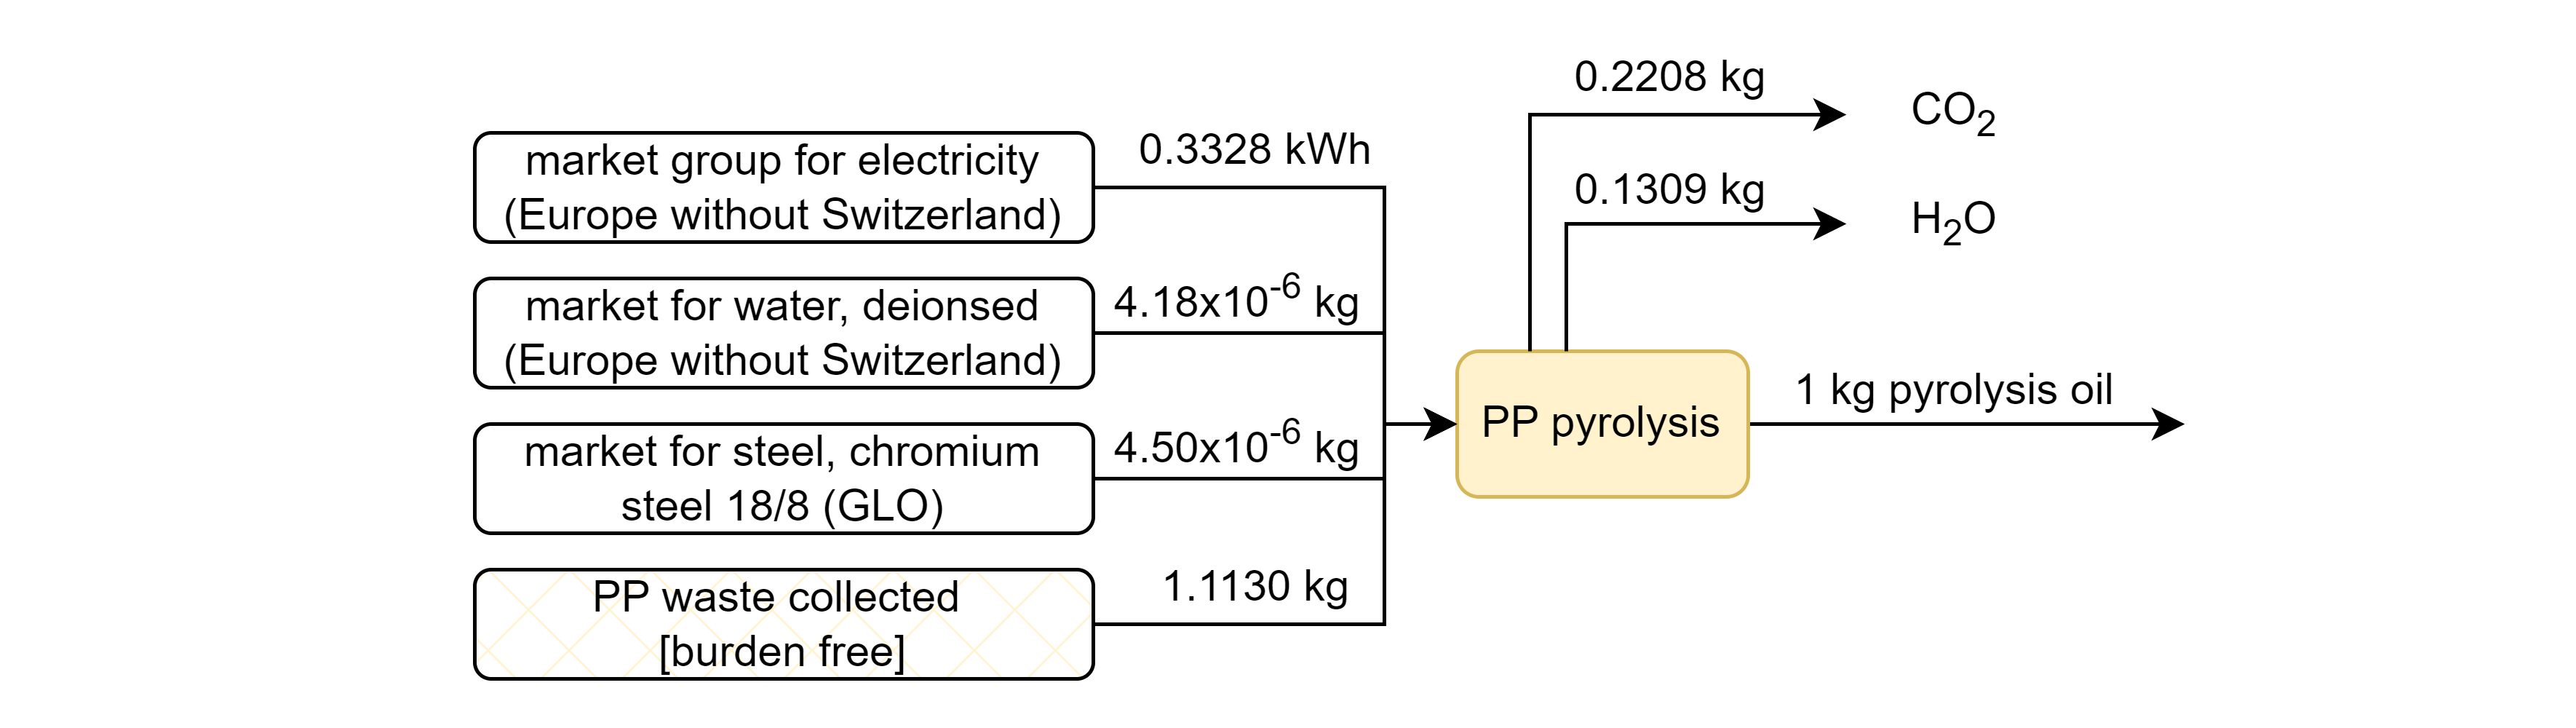 market group for electricity
(Europe without Switzerland)
0.3328 kWh
market for water, deionsed
(Europe without Switzerland)
4.18x10⁻⁶ kg
market for steel, chromium
steel 18/8 (GLO)
4.50x10⁻⁶ kg
PP waste collected
[burden free]
1.1130 kg
PP pyrolysis
0.2208 kg
CO₂
0.1309 kg
H₂O
1 kg pyrolysis oil